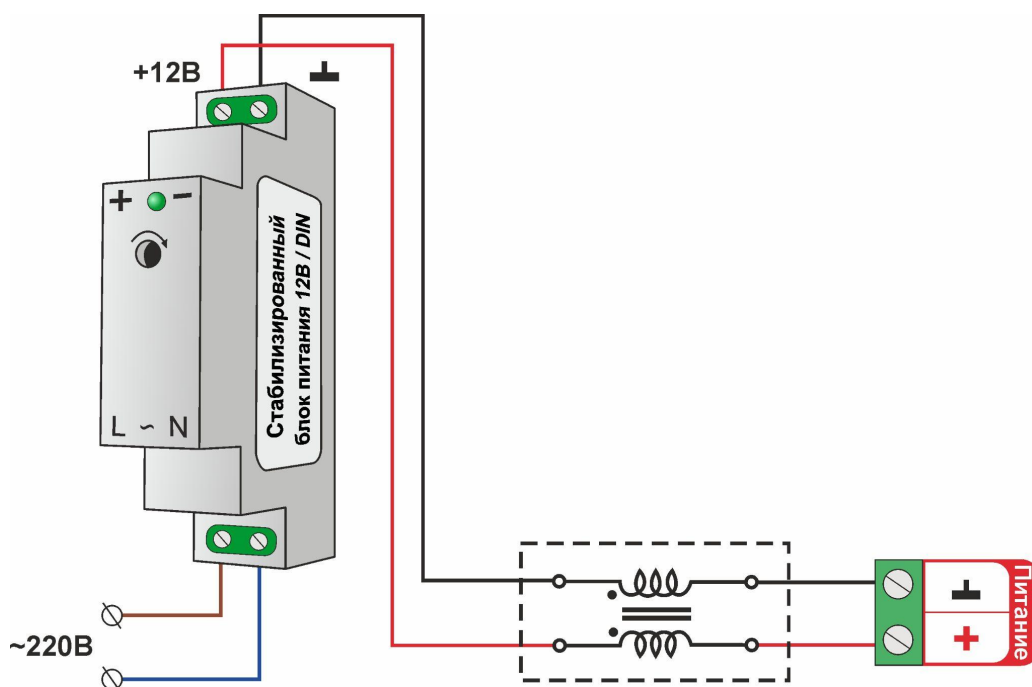 +12В
+ -
Стабилизированный
блок питания 12В / DIN
L ~ N
~220В
Питание
+